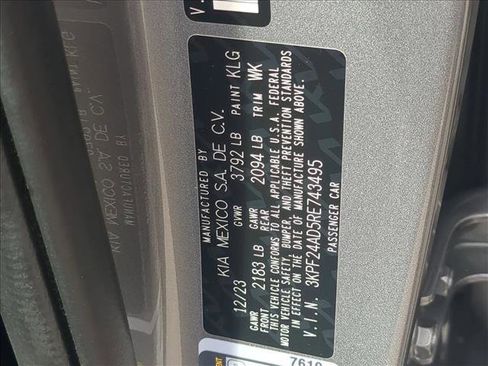 MANUFACTURED BY
KIA MEXICO S.A. DE C.V.
12/23 GVWR 3792 LB PAINT KLG
GAWR FRONT 2183 LB GAWR REAR 2094 LB TRIM WK
THIS VEHICLE CONFORMS TO ALL APPLICABLE U.S.A. FEDERAL
MOTOR VEHICLE SAFETY, BUMPER, AND THEFT PREVENTION STANDARDS
IN EFFECT ON THE DATE OF MANUFACTURE SHOWN ABOVE.
V.I.N. 3KPF24AD5RE743495
PASSENGER CAR
7610